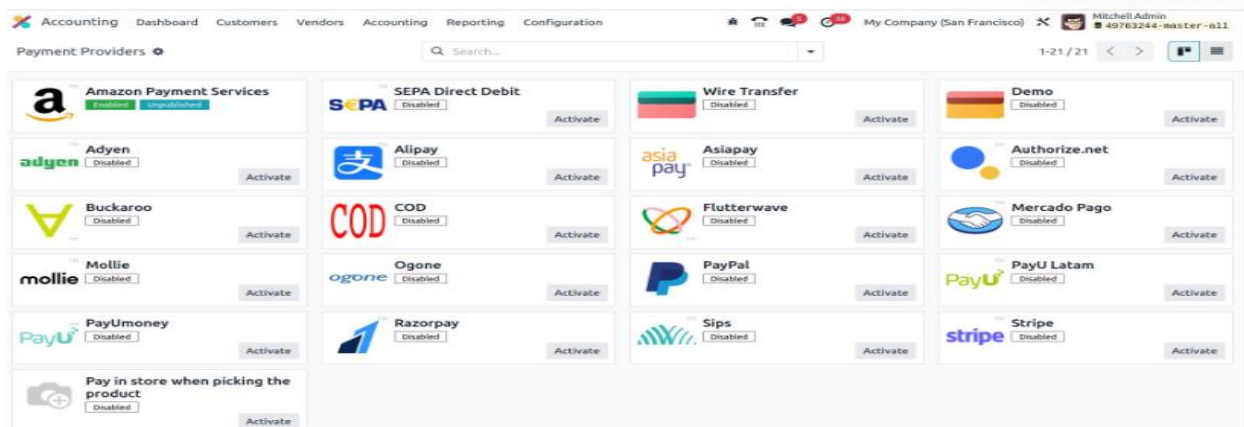 Accounting Dashboard Customers Vendors Accounting Reporting Configuration My Company (San Francisco) Mitchell Admin
49763244-master-all
Payment Providers Search... 1-21 / 21
Amazon Payment Services SEPA Direct Debit Wire Transfer Demo
a Enabled Unpublished S€PA Disabled Disabled Disabled
Activate Activate Activate
Adyen Alipay Asiapay Authorize.net
adyen Disabled 支 Disabled asia pay Disabled Disabled
Activate Activate Activate Activate
Buckaroo COD Flutterwave Mercado Pago
Disabled COD Disabled Disabled Disabled
Activate Activate Activate Activate
Mollie Ogone PayPal PayU Latam
mollie Disabled ogone Disabled P Disabled PayU Disabled
Activate Activate Activate Activate
PayUmoney Razorpay Sips Stripe
PayU Disabled Disabled Disabled stripe Disabled
Activate Activate Activate Activate
Pay in store when picking the
product
Disabled
Activate